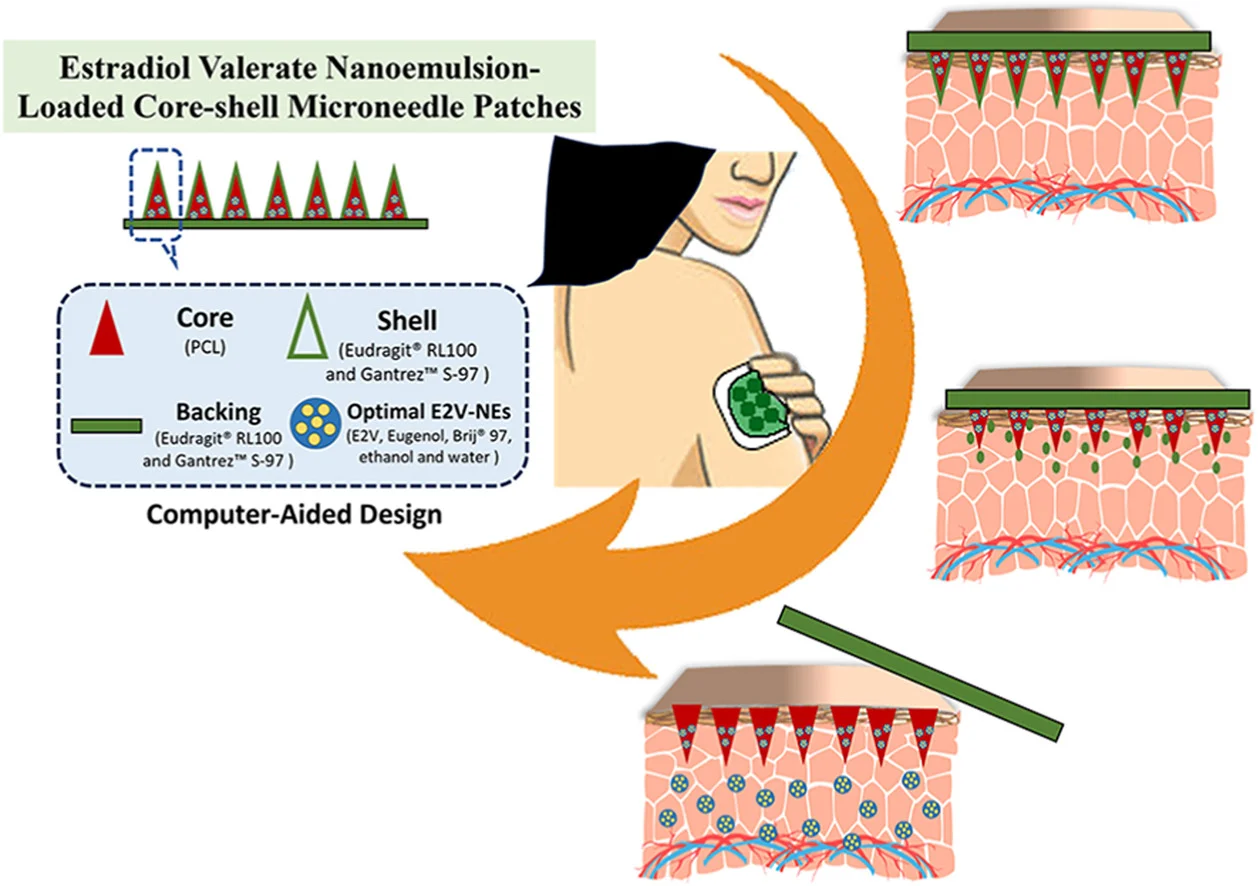 Estradiol Valerate Nanoemulsion-
Loaded Core-shell Microneedle Patches
Core
(PCL)
Shell
(Eudragit® RL100
and Gantrez™ S-97 )
Backing
(Eudragit® RL100
and Gantrez™ S-97 )
Optimal E2V-NEs
(E2V, Eugenol, Brij® 97,
ethanol and water )
Computer-Aided Design